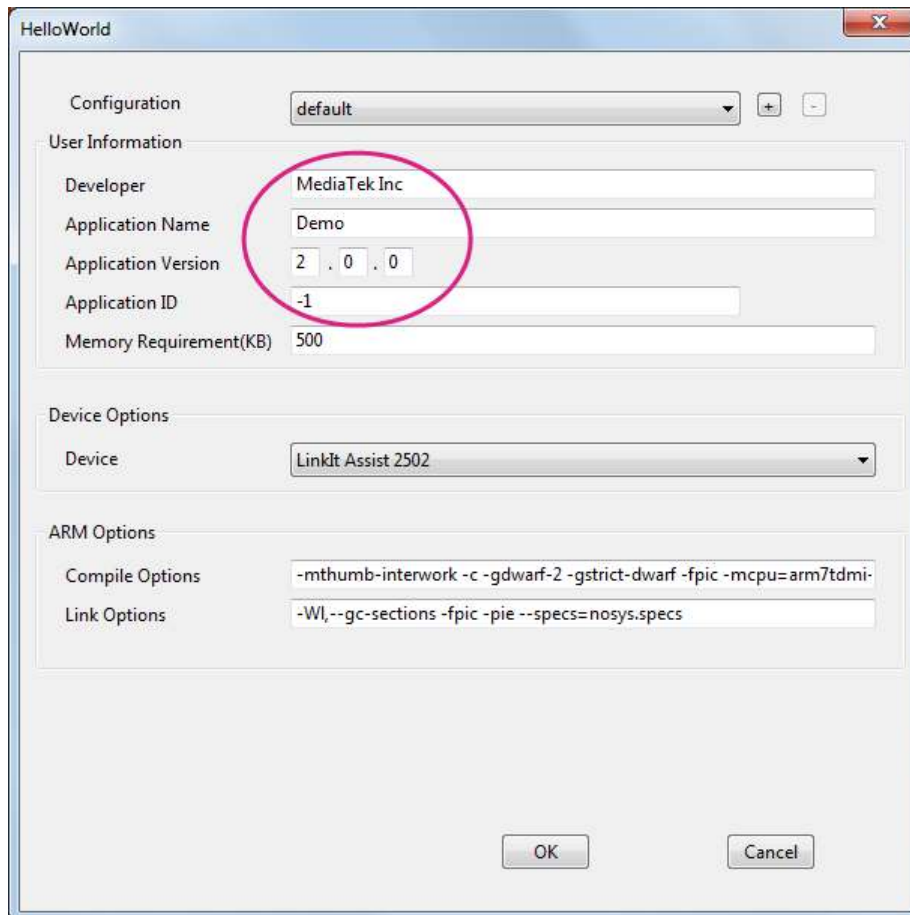 HelloWorld
Configuration default + -
User Information
Developer MediaTek Inc
Application Name Demo
Application Version 2 . 0 . 0
Application ID -1
Memory Requirement(KB) 500
Device Options
Device LinkIt Assist 2502
ARM Options
Compile Options -mthumb-interwork -c -gdwarf-2 -gstrict-dwarf -fpic -mcpu=arm7tdmi-
Link Options -Wl,--gc-sections -fpic -pie --specs=nosys.specs
OK Cancel